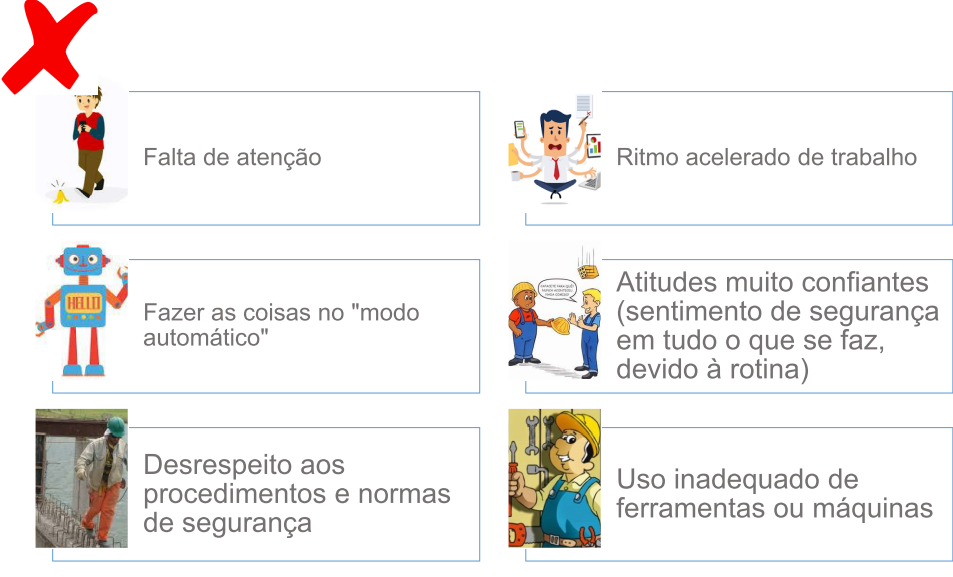 Falta de atenção
Ritmo acelerado de trabalho
HELLO
Fazer as coisas no "modo
automático"
Atitudes muito confiantes
(sentimento de segurança
em tudo o que se faz,
devido à rotina)
Desrespeito aos
procedimentos e normas
de segurança
Uso inadequado de
ferramentas ou máquinas